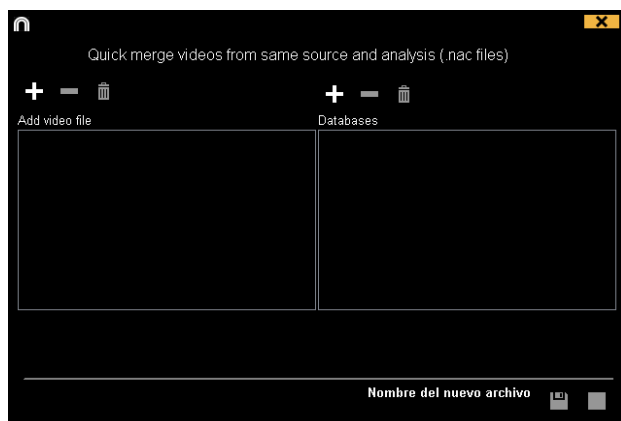 Quick merge videos from same source and analysis (.nac files)
Add video file
Databases
Nombre del nuevo archivo